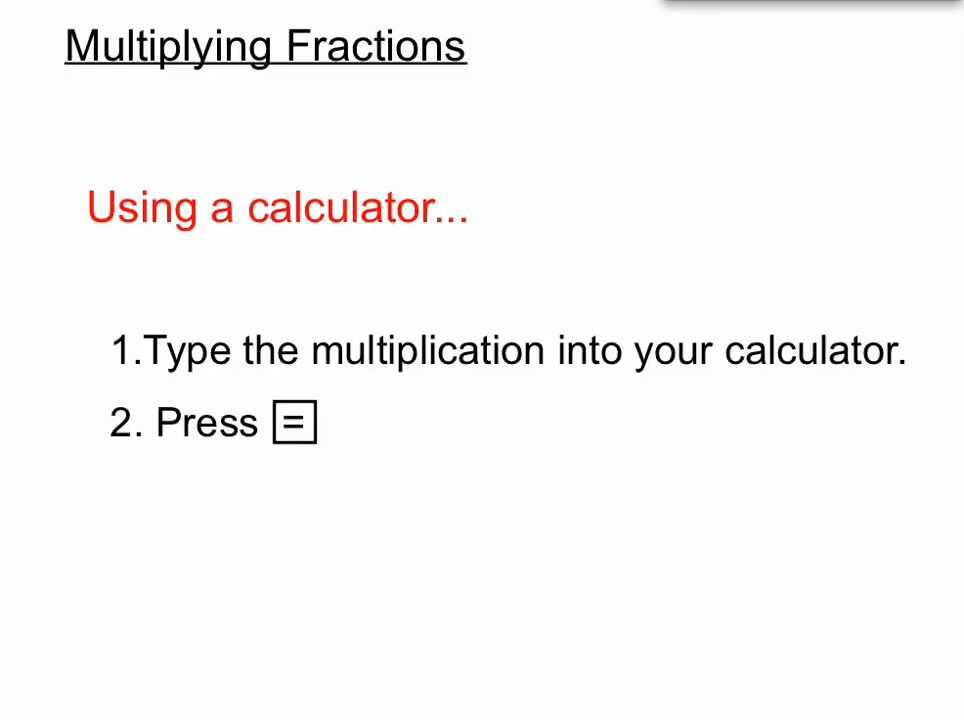 Multiplying Fractions
Using a calculator...
1.Type the multiplication into your calculator.
2. Press =